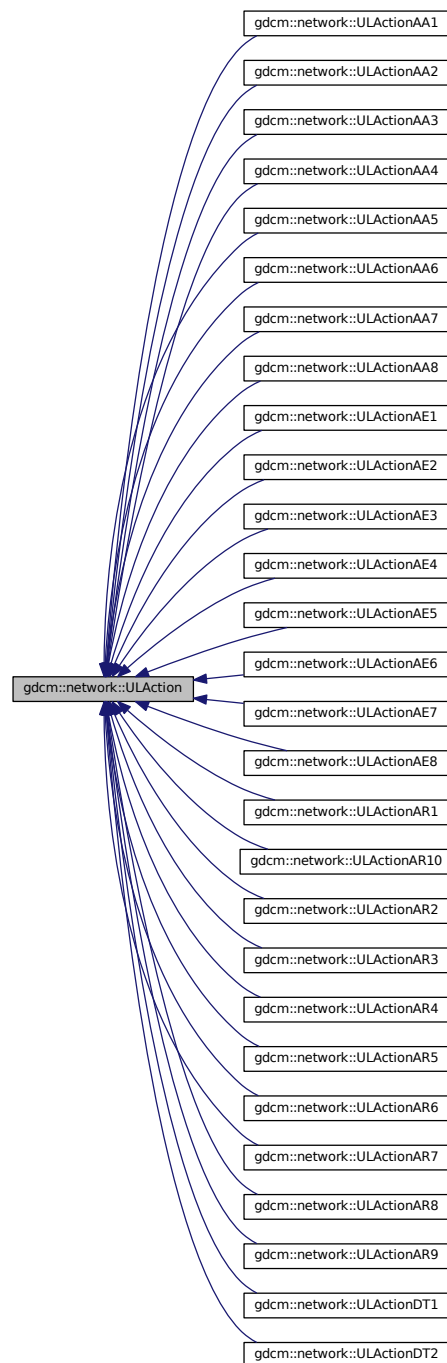 gdcm::network::ULActionAA1
gdcm::network::ULActionAA2
gdcm::network::ULActionAA3
gdcm::network::ULActionAA4
gdcm::network::ULActionAA5
gdcm::network::ULActionAA6
gdcm::network::ULActionAA7
gdcm::network::ULActionAA8
gdcm::network::ULActionAE1
gdcm::network::ULActionAE2
gdcm::network::ULActionAE3
gdcm::network::ULActionAE4
gdcm::network::ULActionAE5
gdcm::network::ULActionAE6
gdcm::network::ULAction
gdcm::network::ULActionAE7
gdcm::network::ULActionAE8
gdcm::network::ULActionAR1
gdcm::network::ULActionAR10
gdcm::network::ULActionAR2
gdcm::network::ULActionAR3
gdcm::network::ULActionAR4
gdcm::network::ULActionAR5
gdcm::network::ULActionAR6
gdcm::network::ULActionAR7
gdcm::network::ULActionAR8
gdcm::network::ULActionAR9
gdcm::network::ULActionDT1
gdcm::network::ULActionDT2